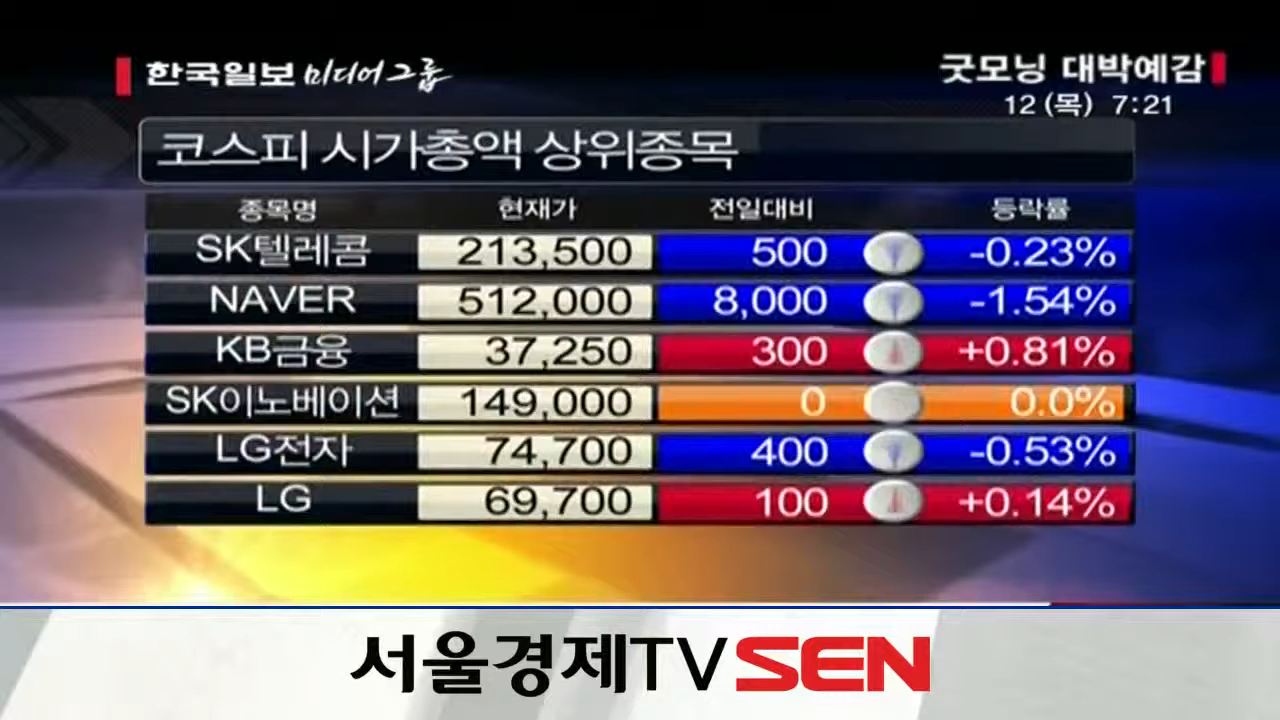 한국일보 미디어그룹
굿모닝 대박예감
12 (목) 7:21
코스피 시가총액 상위종목
종목명 현재가 전일대비 등락률
SK텔레콤 213,500 500 -0.23%
NAVER 512,000 8,000 -1.54%
KB금융 37,250 300 +0.81%
SK이노베이션 149,000 0 0.0%
LG전자 74,700 400 -0.53%
LG 69,700 100 +0.14%
서울경제TV SEN